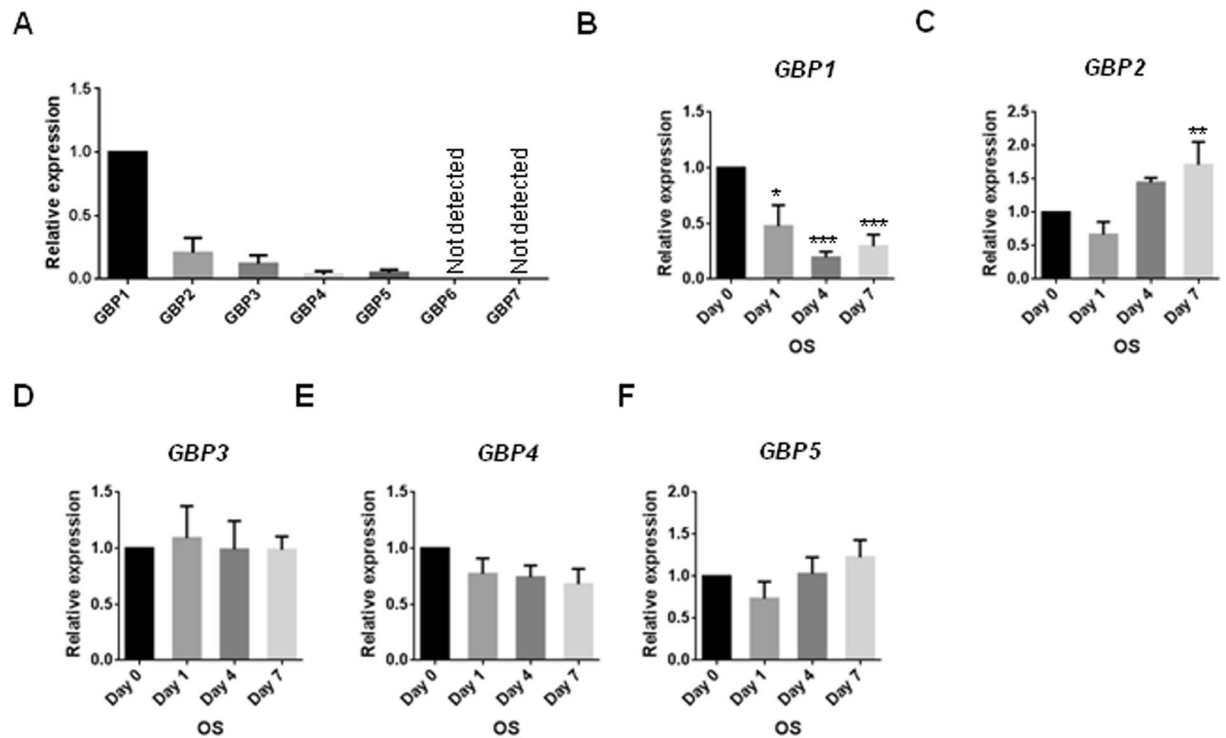 A
Relative expression
1.5
1.0
0.5
0.0
Not detected
Not detected
GBP1
GBP2
GBP3
GBP4
GBP5
GBP6
GBP7
B
GBP1
Relative expression
1.5
1.0
0.5
0.0
*
***
***
Day 0
Day 1
Day 4
Day 7
OS
C
GBP2
Relative expression
2.5
2.0
1.5
1.0
0.5
0.0
**
Day 0
Day 1
Day 4
Day 7
OS
D
GBP3
Relative expression
1.5
1.0
0.5
0.0
Day 0
Day 1
Day 4
Day 7
OS
E
GBP4
Relative expression
1.5
1.0
0.5
0.0
Day 0
Day 1
Day 4
Day 7
OS
F
GBP5
Relative expression
2.0
1.5
1.0
0.5
0.0
Day 0
Day 1
Day 4
Day 7
OS